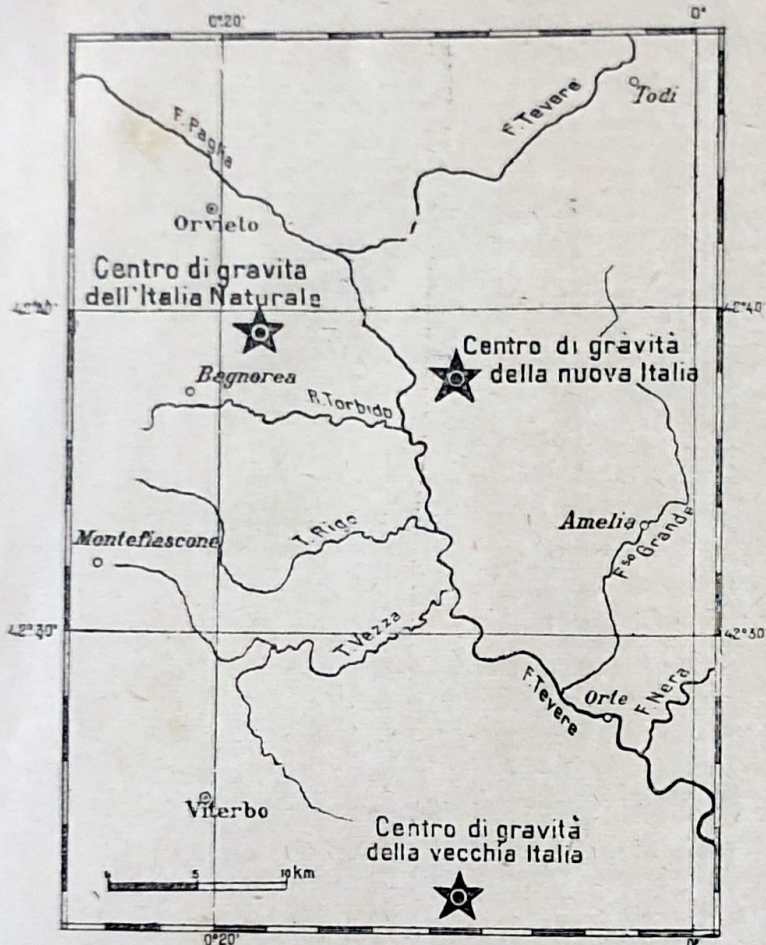 0°20'
0°
F. Tevere
Todi
F. Paglia
Orvieto
Centro di gravita
dell'Italia Naturale
42°40'
42°40'
Centro di gràvità
della nuova Italia
Bagnorea
R. Torbido
Amelia
Fso Grande
T. Rigo
Montefiascone
42°30'
42°30'
T. Vezza
F. Tevere
Orte
F. Nera
Viterbo
Centro di gravità
della vecchia Italia
5
10 km
0°20'
0°